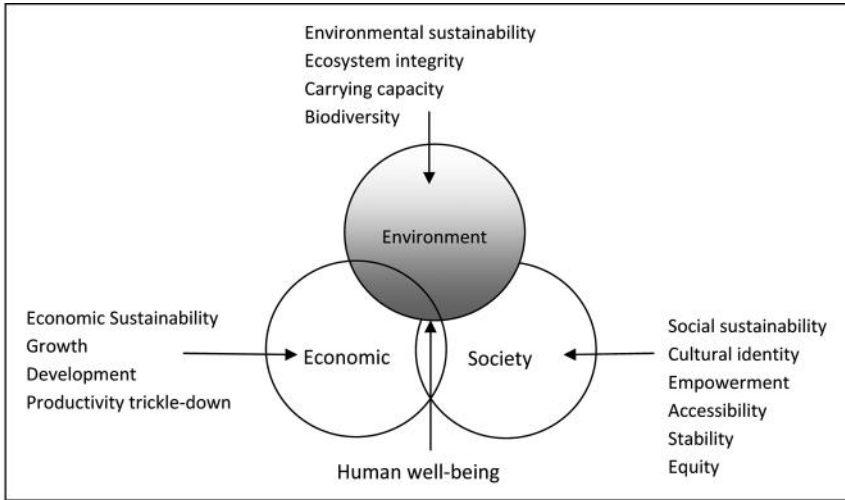 Environmental sustainability
Ecosystem integrity
Carrying capacity
Biodiversity
Environment
Economic Sustainability
Growth
Development
Productivity trickle-down
Economic
Society
Social sustainability
Cultural identity
Empowerment
Accessibility
Stability
Equity
Human well-being